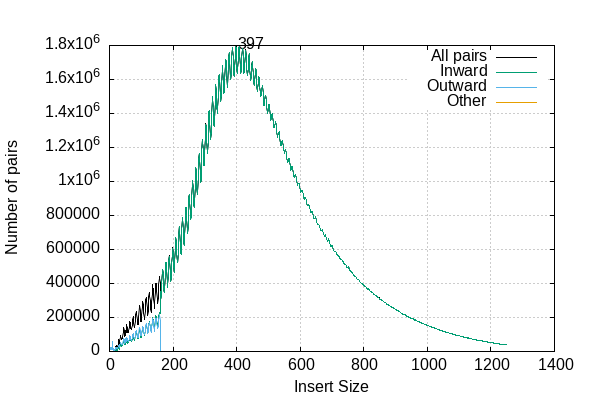 1.8x10^6
397
1.6x10^6
1.4x10^6
1.2x10^6
1x10^6
800000
600000
400000
200000
0
Number of pairs
All pairs
Inward
Outward
Other
0 200 400 600 800 1000 1200 1400
Insert Size